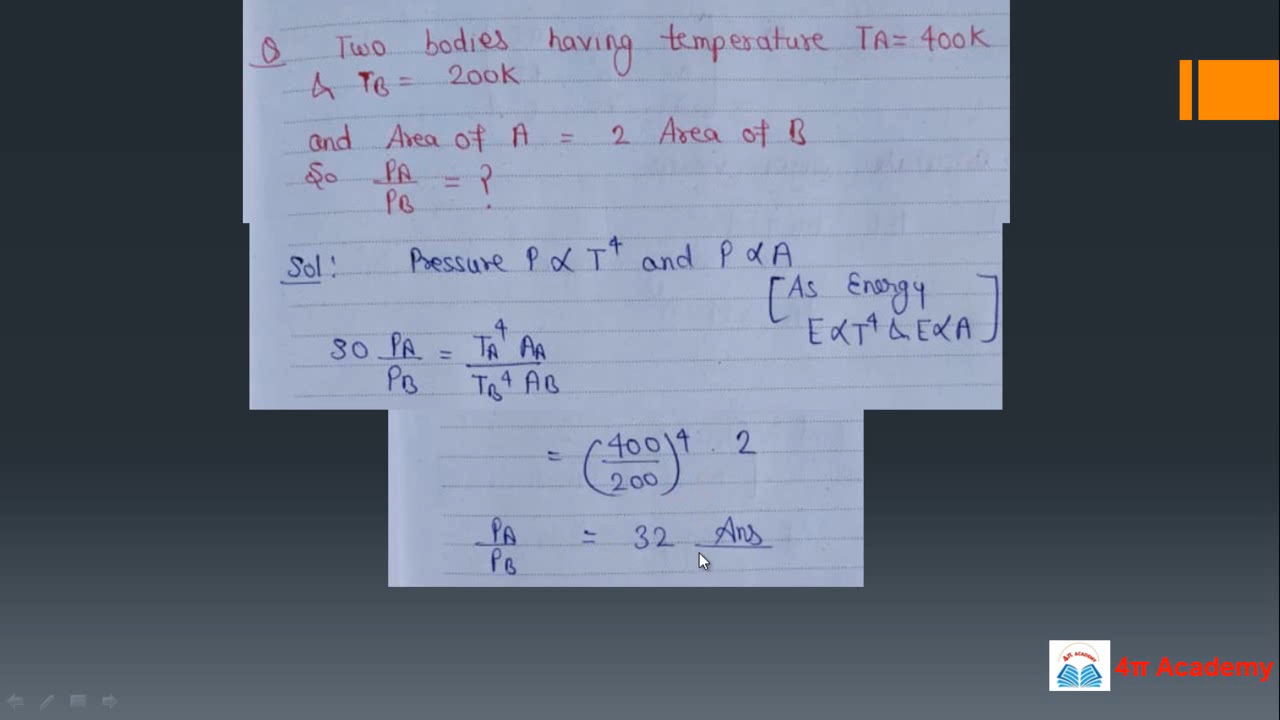 Q Two bodies having temperature TA = 400K
& TB = 200K
and Area of A = 2 Area of B
So PA/PB = ?
Sol: Pressure P ∝ T⁴ and P ∝ A
[As Energy
E ∝ T⁴ & E ∝ A]
so PA/PB = TA⁴ AA / TB⁴ AB
= (400/200)⁴ . 2
PA/PB = 32 Ans
4π ACADEMY
4π Academy